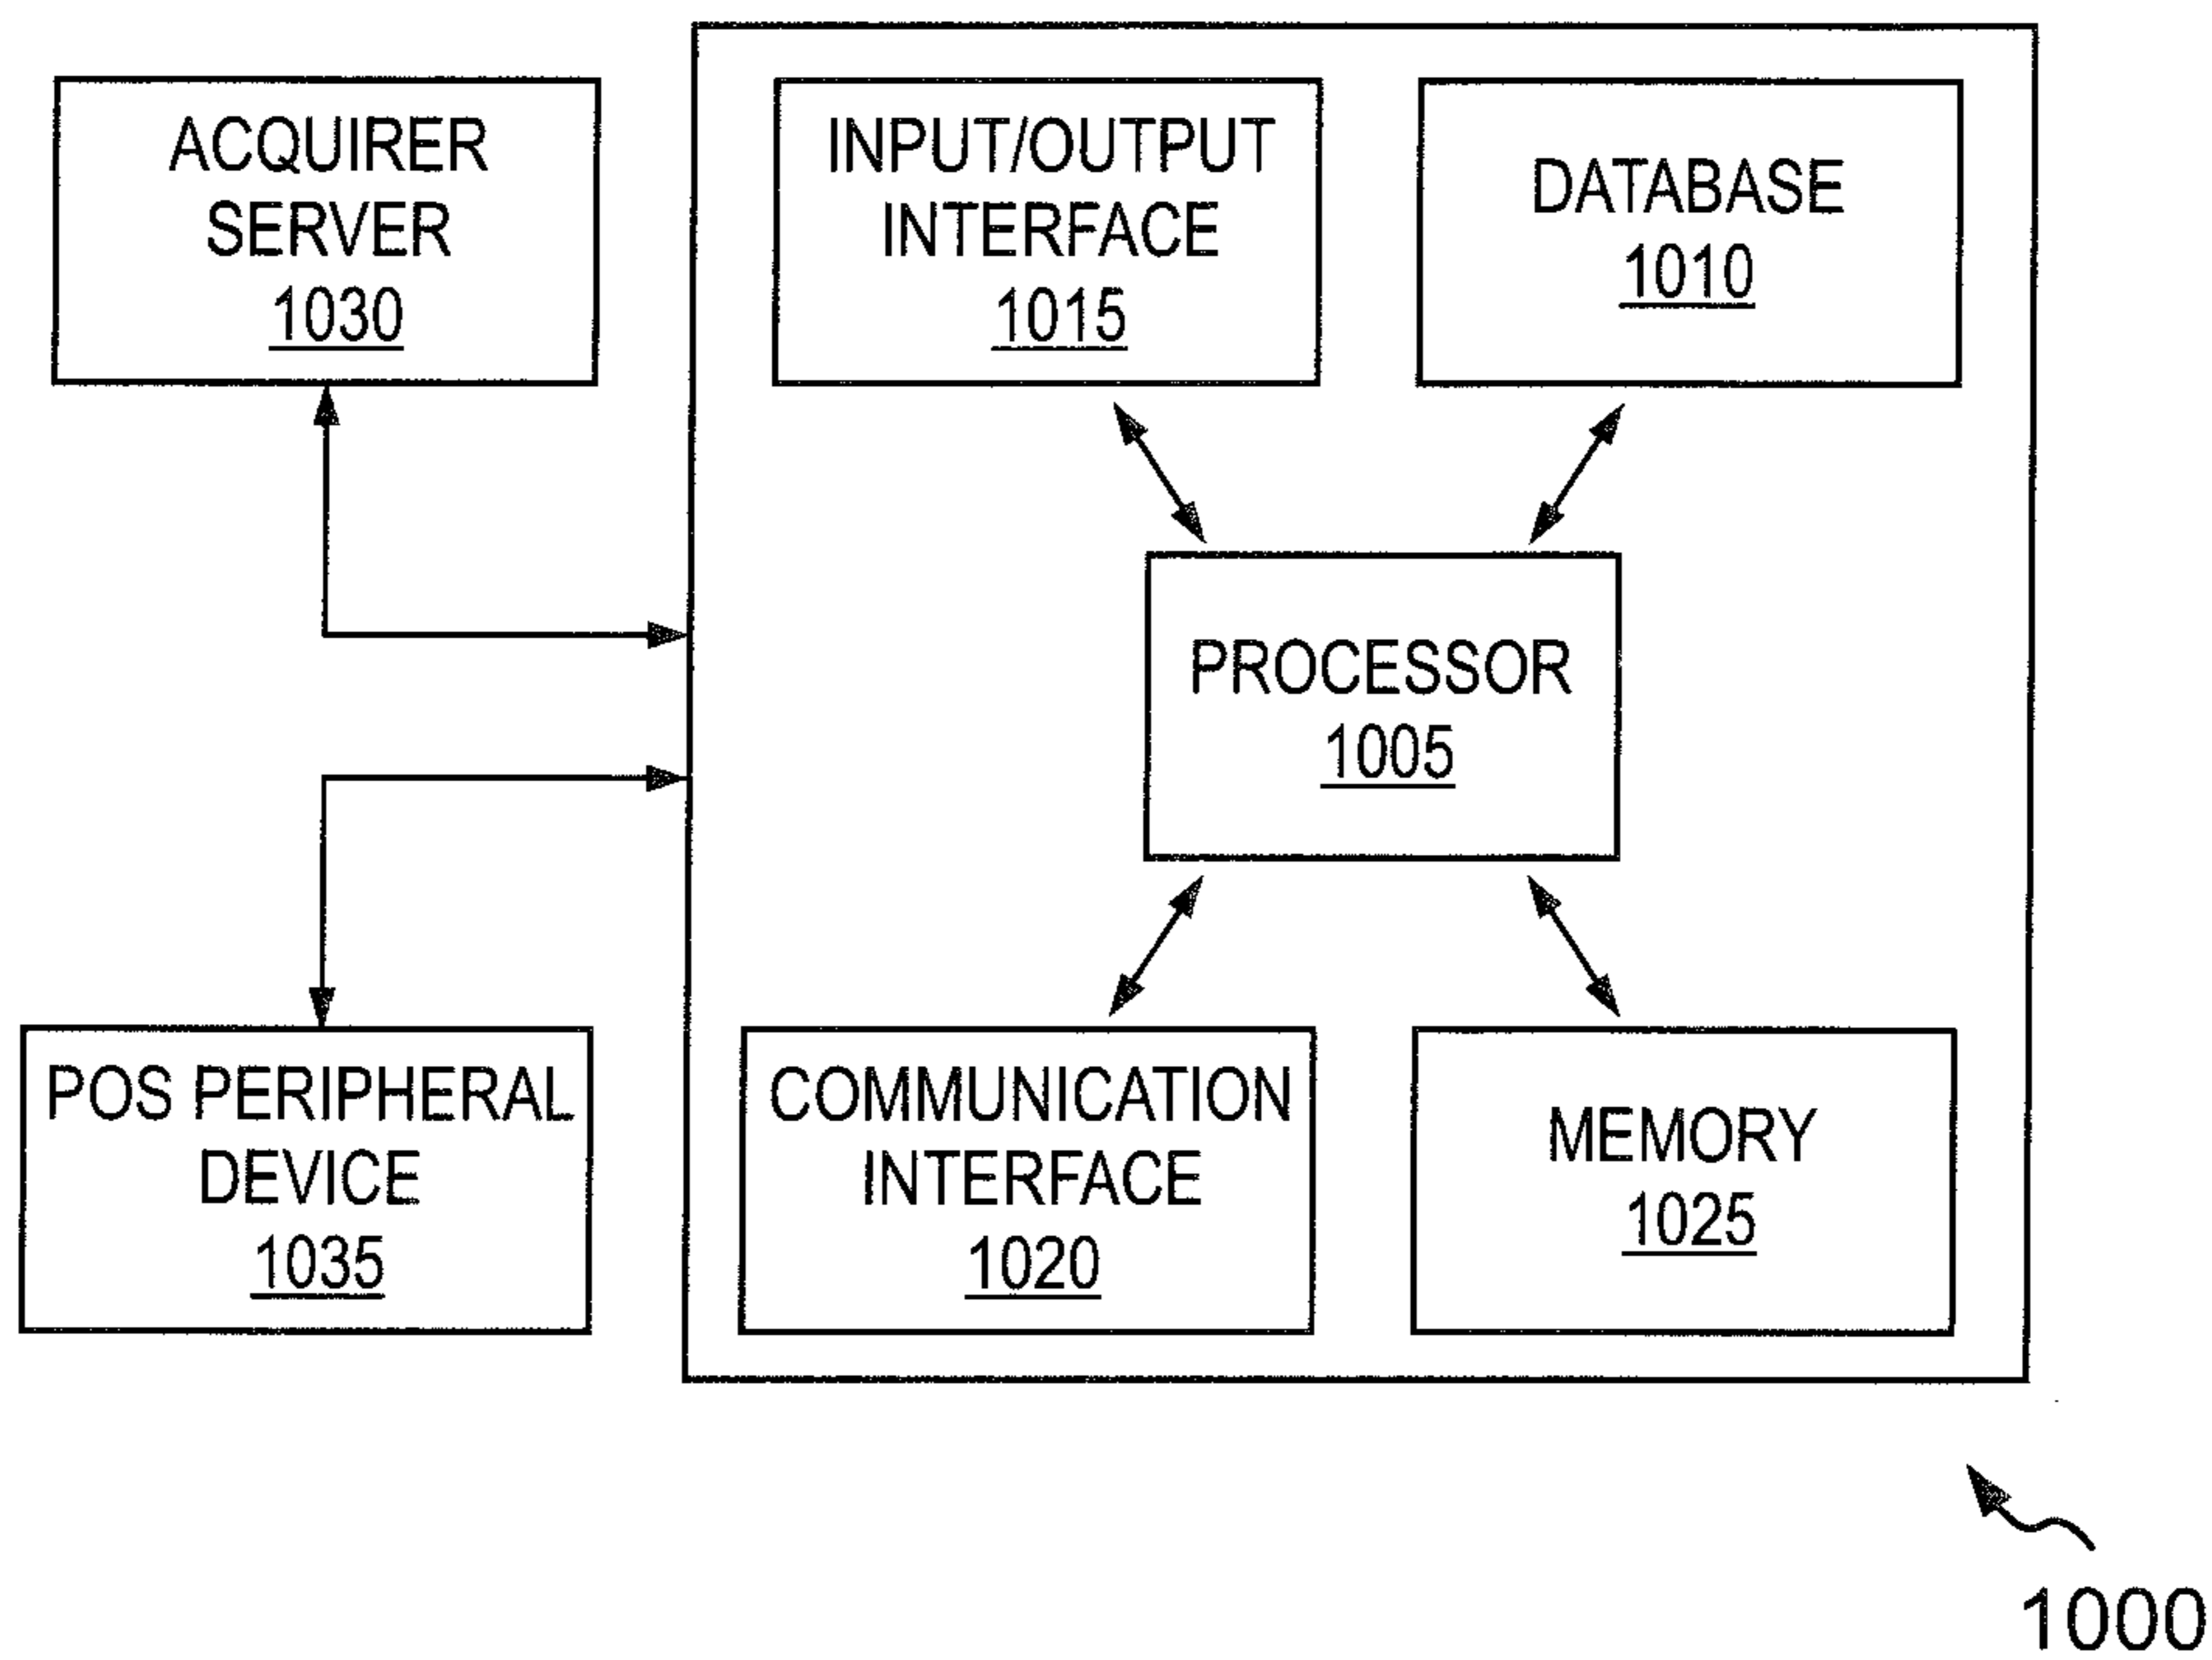 ACQUIRER
SERVER
1030
INPUT/OUTPUT
INTERFACE
1015
DATABASE
1010
PROCESSOR
1005
POS PERIPHERAL
DEVICE
1035
COMMUNICATION
INTERFACE
1020
MEMORY
1025
1000